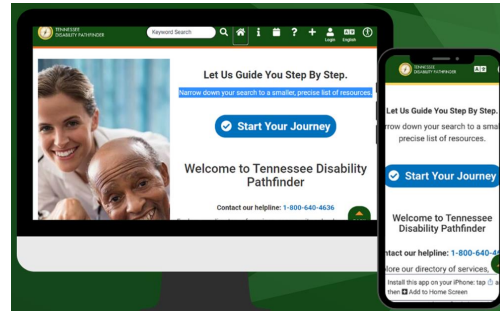 TENNESSEE
DISABILITY PATHFINDER
Keyword Search
Login
English
Let Us Guide You Step By Step.
Narrow down your search to a smaller, precise list of resources.
Start Your Journey
Welcome to Tennessee Disability
Pathfinder
Contact our helpline: 1-800-640-4636
TENNESSEE
DISABILITY PATHFINDER
Let Us Guide You Step By Step.
row down your search to a sma
precise list of resources.
Start Your Journey
Welcome to Tennessee
Disability Pathfinder
ntact our helpline: 1-800-640-4
lore our directory of services,
Install this app on your iPhone: tap a
then Add to Home Screen